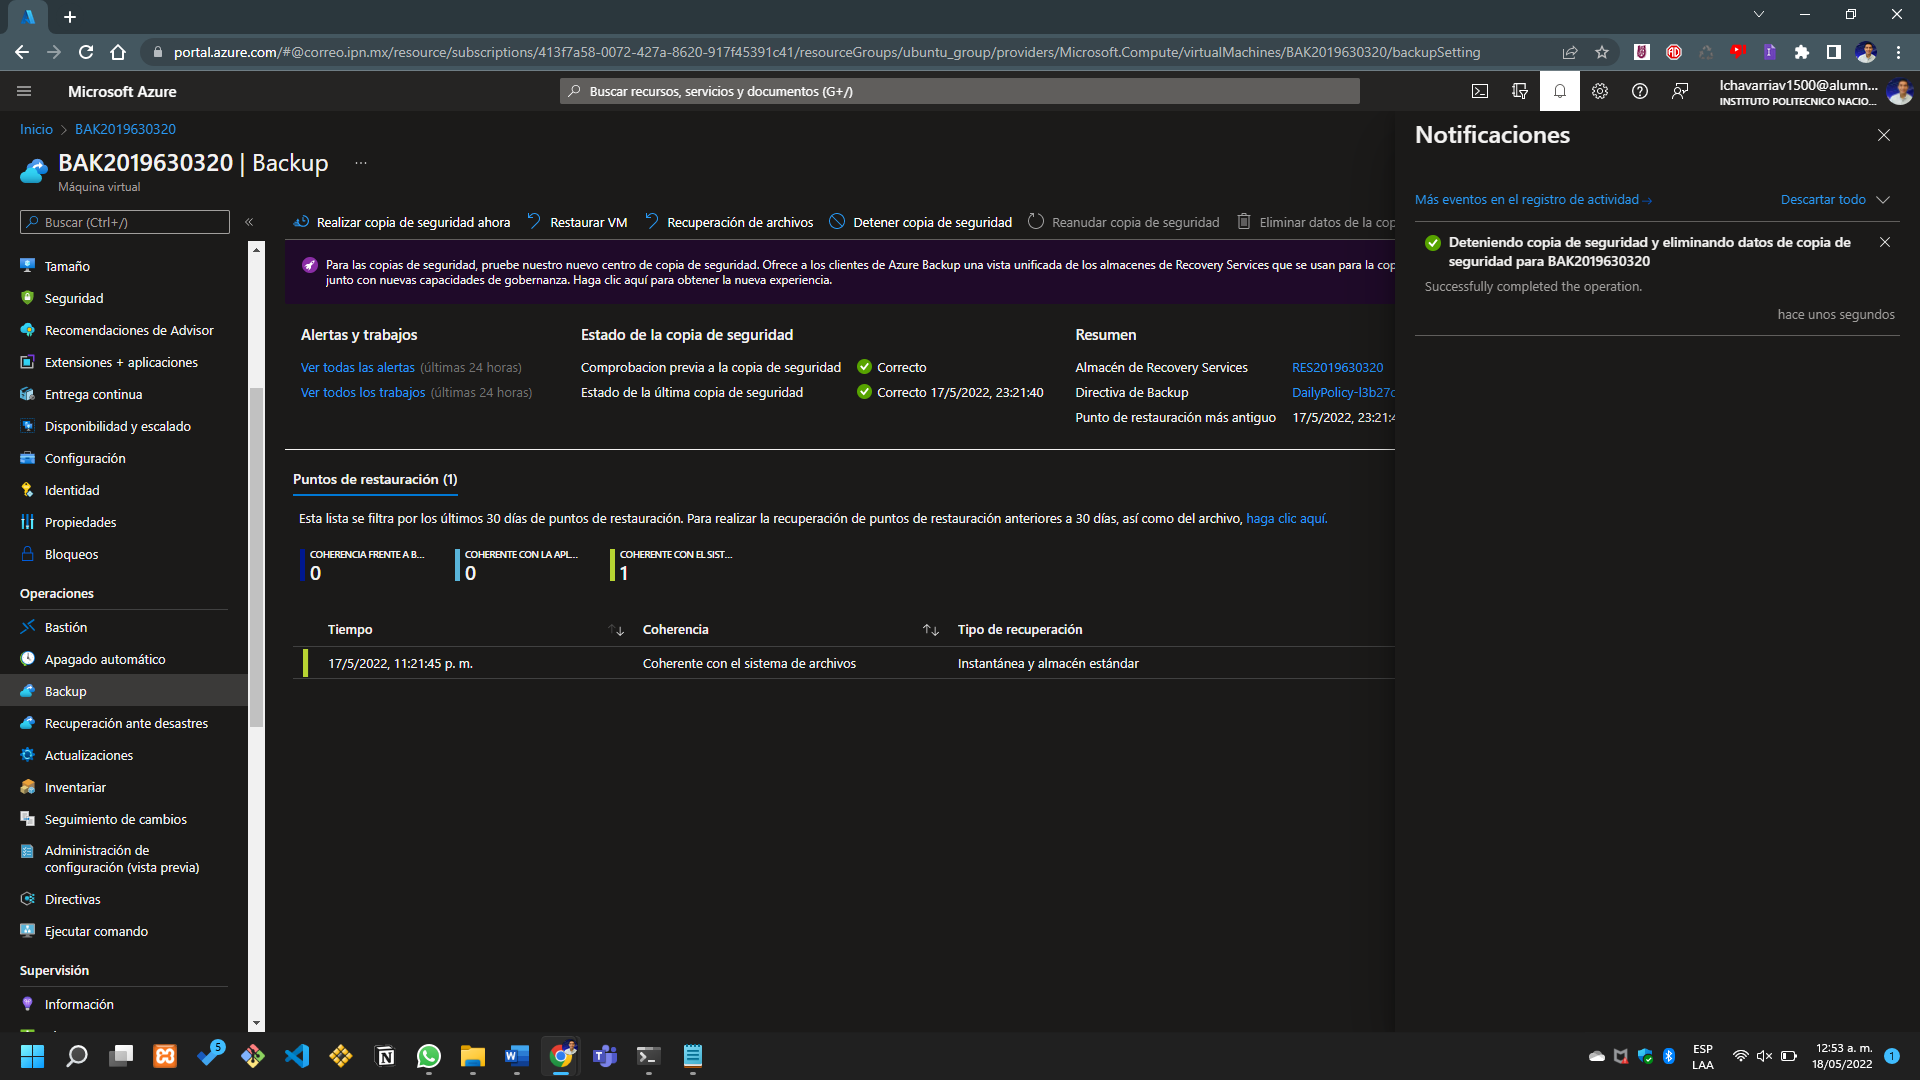 portal.azure.com/#@correo.ipn.mx/resource/subscriptions/413f7a58-0072-427a-8620-917f45391c41/resourceGroups/ubuntu_group/providers/Microsoft.Compute/virtualMachines/BAK2019630320/backupSetting
Microsoft Azure
Buscar recursos, servicios y documentos (G+/)
lchavarriav1500@alumn...
INSTITUTO POLITECNICO NACIO...
Inicio > BAK2019630320
BAK2019630320 | Backup ...
Máquina virtual
Buscar (Ctrl+/)
«
Tamaño
Seguridad
Recomendaciones de Advisor
Extensiones + aplicaciones
Entrega continua
Disponibilidad y escalado
Configuración
Identidad
Propiedades
Bloqueos
Operaciones
Bastión
Apagado automático
Backup
Recuperación ante desastres
Actualizaciones
Inventariar
Seguimiento de cambios
Administración de
configuración (vista previa)
Directivas
Ejecutar comando
Supervisión
Información
Realizar copia de seguridad ahora
Restaurar VM
Recuperación de archivos
Detener copia de seguridad
Reanudar copia de seguridad
Eliminar datos de la cop
Para las copias de seguridad, pruebe nuestro nuevo centro de copia de seguridad. Ofrece a los clientes de Azure Backup una vista unificada de los almacenes de Recovery Services que se usan para la cop
junto con nuevas capacidades de gobernanza. Haga clic aquí para obtener la nueva experiencia.
Alertas y trabajos
Ver todas las alertas (últimas 24 horas)
Ver todos los trabajos (últimas 24 horas)
Estado de la copia de seguridad
Comprobacion previa a la copia de seguridad Correcto
Estado de la última copia de seguridad Correcto 17/5/2022, 23:21:40
Resumen
Almacén de Recovery Services RES2019630320
Directiva de Backup DailyPolicy-l3b27c
Punto de restauración más antiguo 17/5/2022, 23:21:4
Puntos de restauración (1)
Esta lista se filtra por los últimos 30 días de puntos de restauración. Para realizar la recuperación de puntos de restauración anteriores a 30 días, así como del archivo, haga clic aquí.
COHERENCIA FRENTE A B...
0
COHERENTE CON LA APL...
0
COHERENTE CON EL SIST...
1
Tiempo Coherencia Tipo de recuperación
17/5/2022, 11:21:45 p. m. Coherente con el sistema de archivos Instantánea y almacén estándar
Notificaciones
Más eventos en el registro de actividad →
Descartar todo
Deteniendo copia de seguridad y eliminando datos de copia de
seguridad para BAK2019630320
Successfully completed the operation.
hace unos segundos
5
ESP
LAA
12:53 a. m.
18/05/2022
1